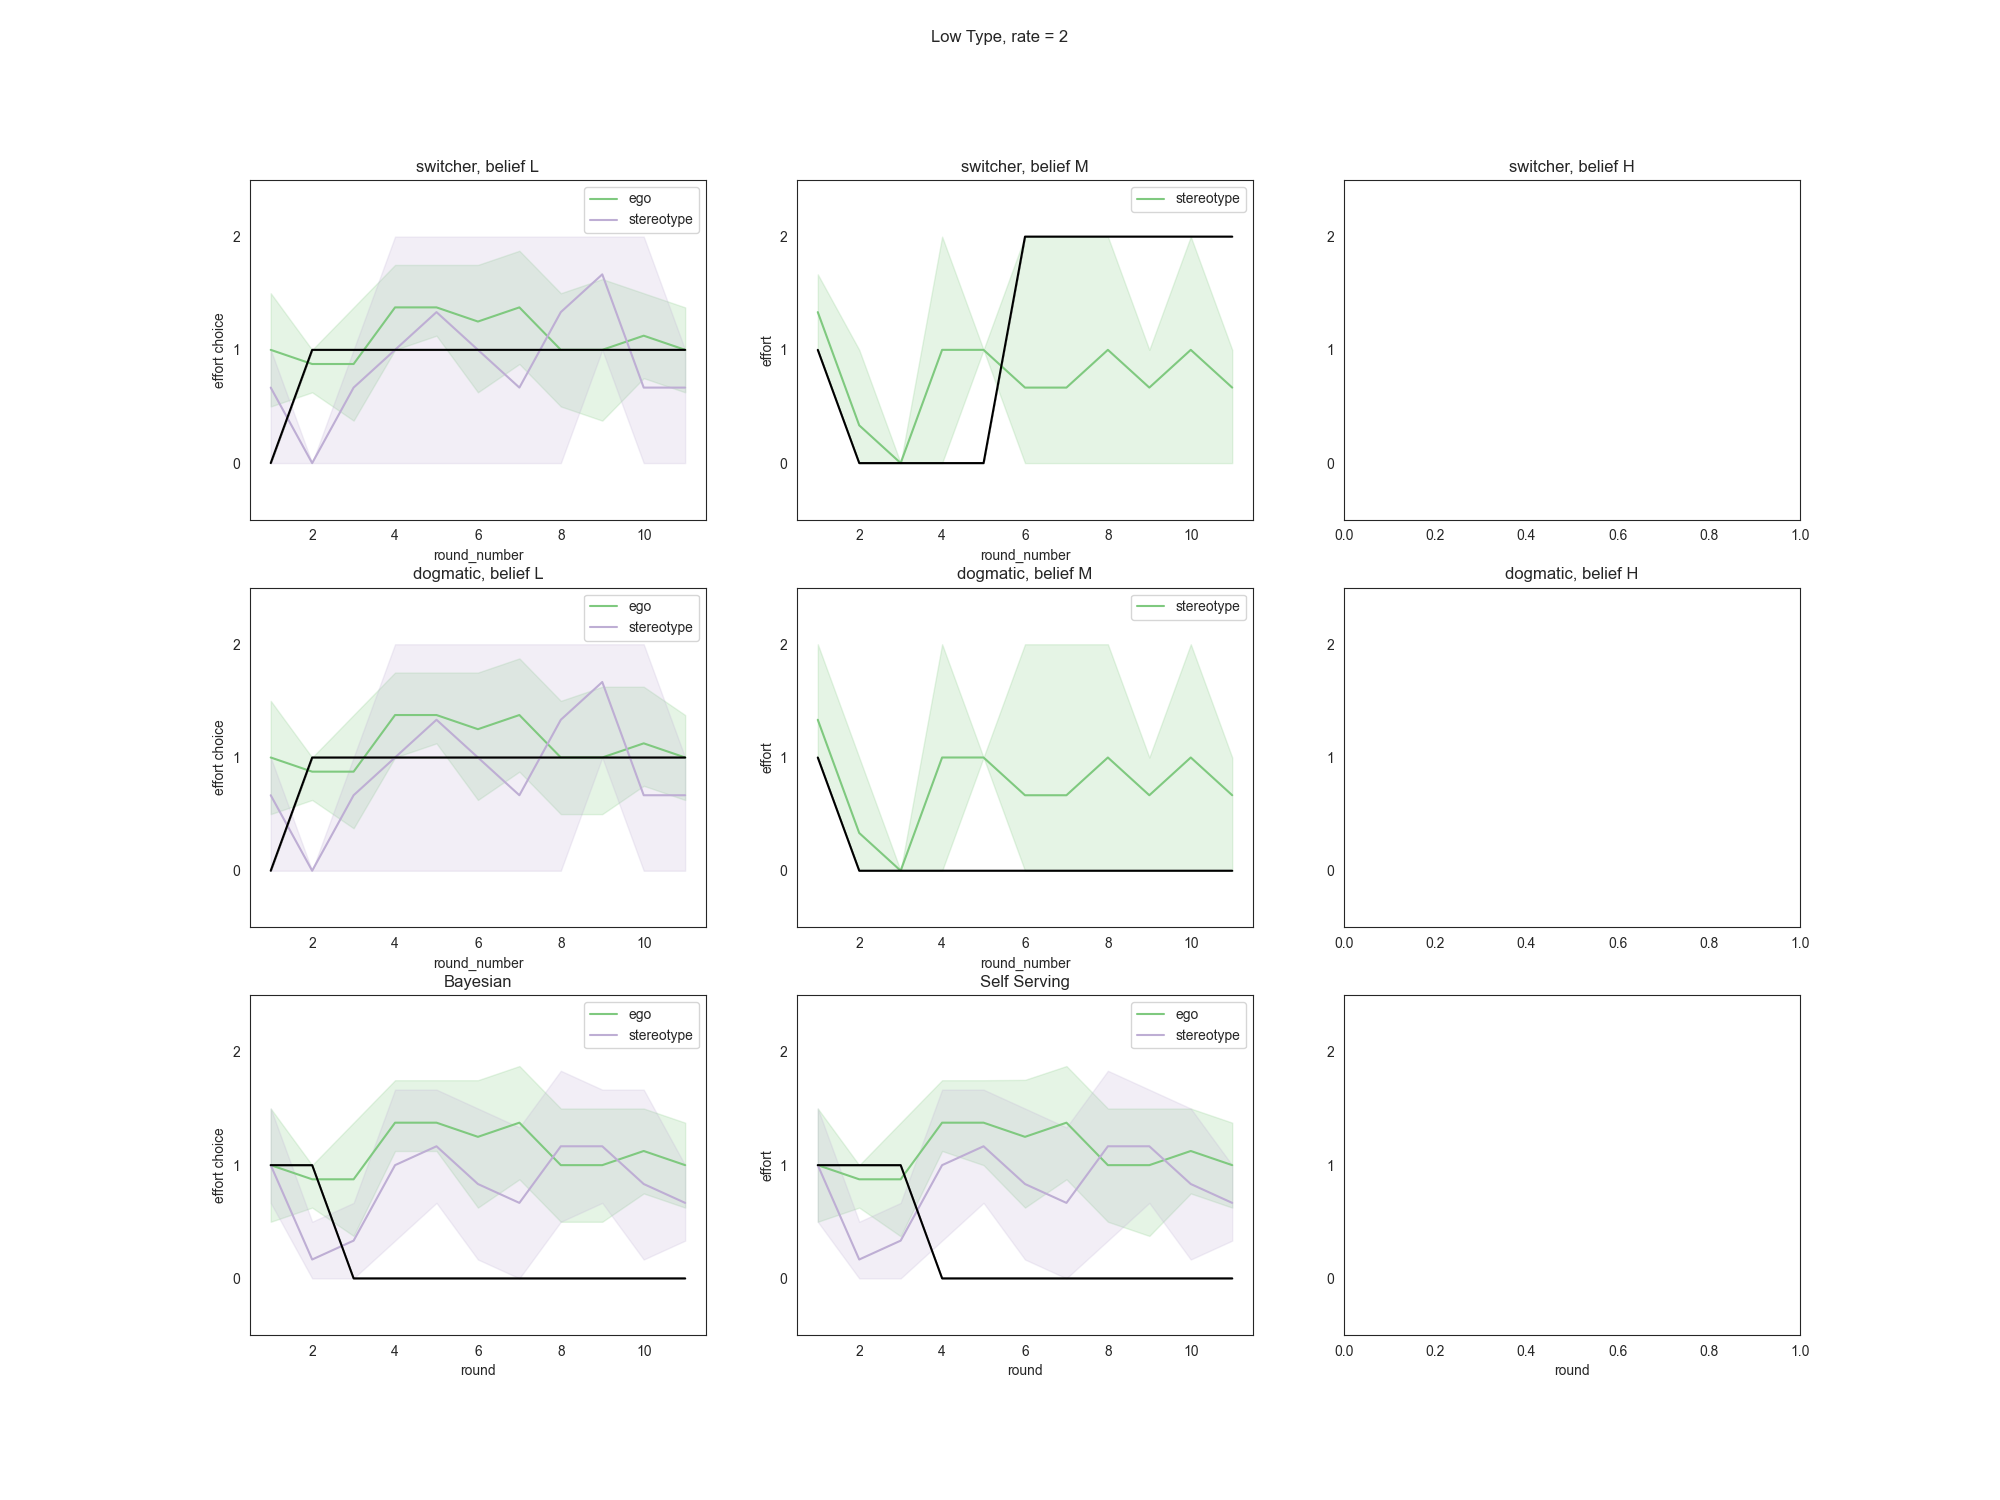 Low Type, rate = 2
switcher, belief L
switcher, belief M
switcher, belief H
ego
stereotype
stereotype
effort choice
effort
2
1
0
2
1
0
2
1
0
2 4 6 8 10
2 4 6 8 10
0.0 0.2 0.4 0.6 0.8 1.0
round_number
round_number
dogmatic, belief L
dogmatic, belief M
dogmatic, belief H
ego
stereotype
stereotype
effort choice
effort
2
1
0
2
1
0
2
1
0
2 4 6 8 10
2 4 6 8 10
0.0 0.2 0.4 0.6 0.8 1.0
round_number
round_number
Bayesian
Self Serving
ego
stereotype
ego
stereotype
effort choice
effort
2
1
0
2
1
0
2
1
0
2 4 6 8 10
2 4 6 8 10
0.0 0.2 0.4 0.6 0.8 1.0
round
round
round